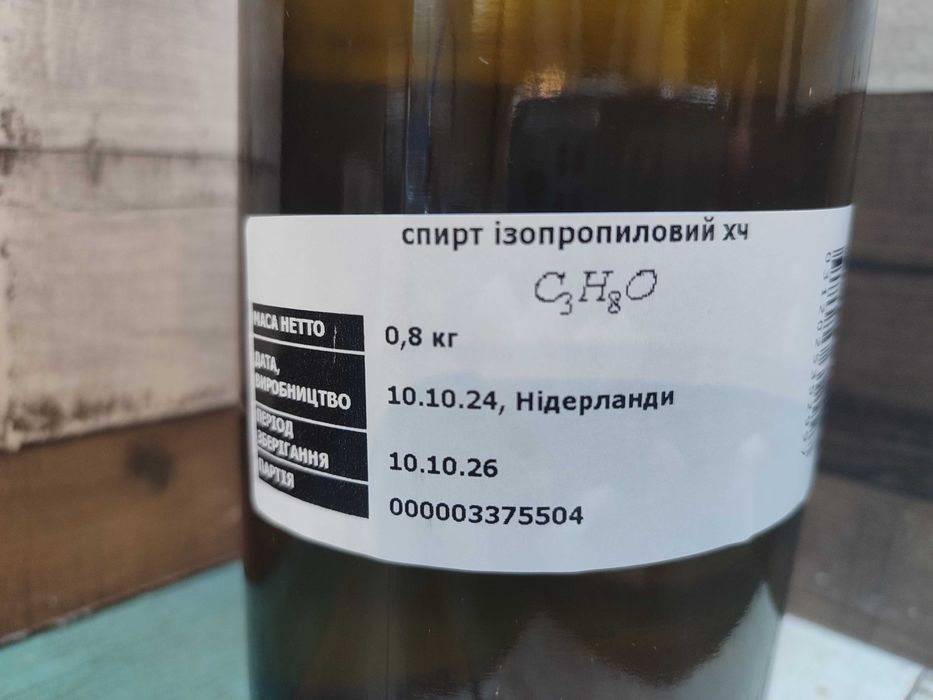 спирт ізопропиловий хч
C3H8O
МАСА НЕТТО
0,8 кг
ДАТА,
ВИРОБНИЦТВО
10.10.24, Нідерланди
ПЕРІОД
ЗБЕРІГАННЯ
10.10.26
ПАРТІЯ
000003375504